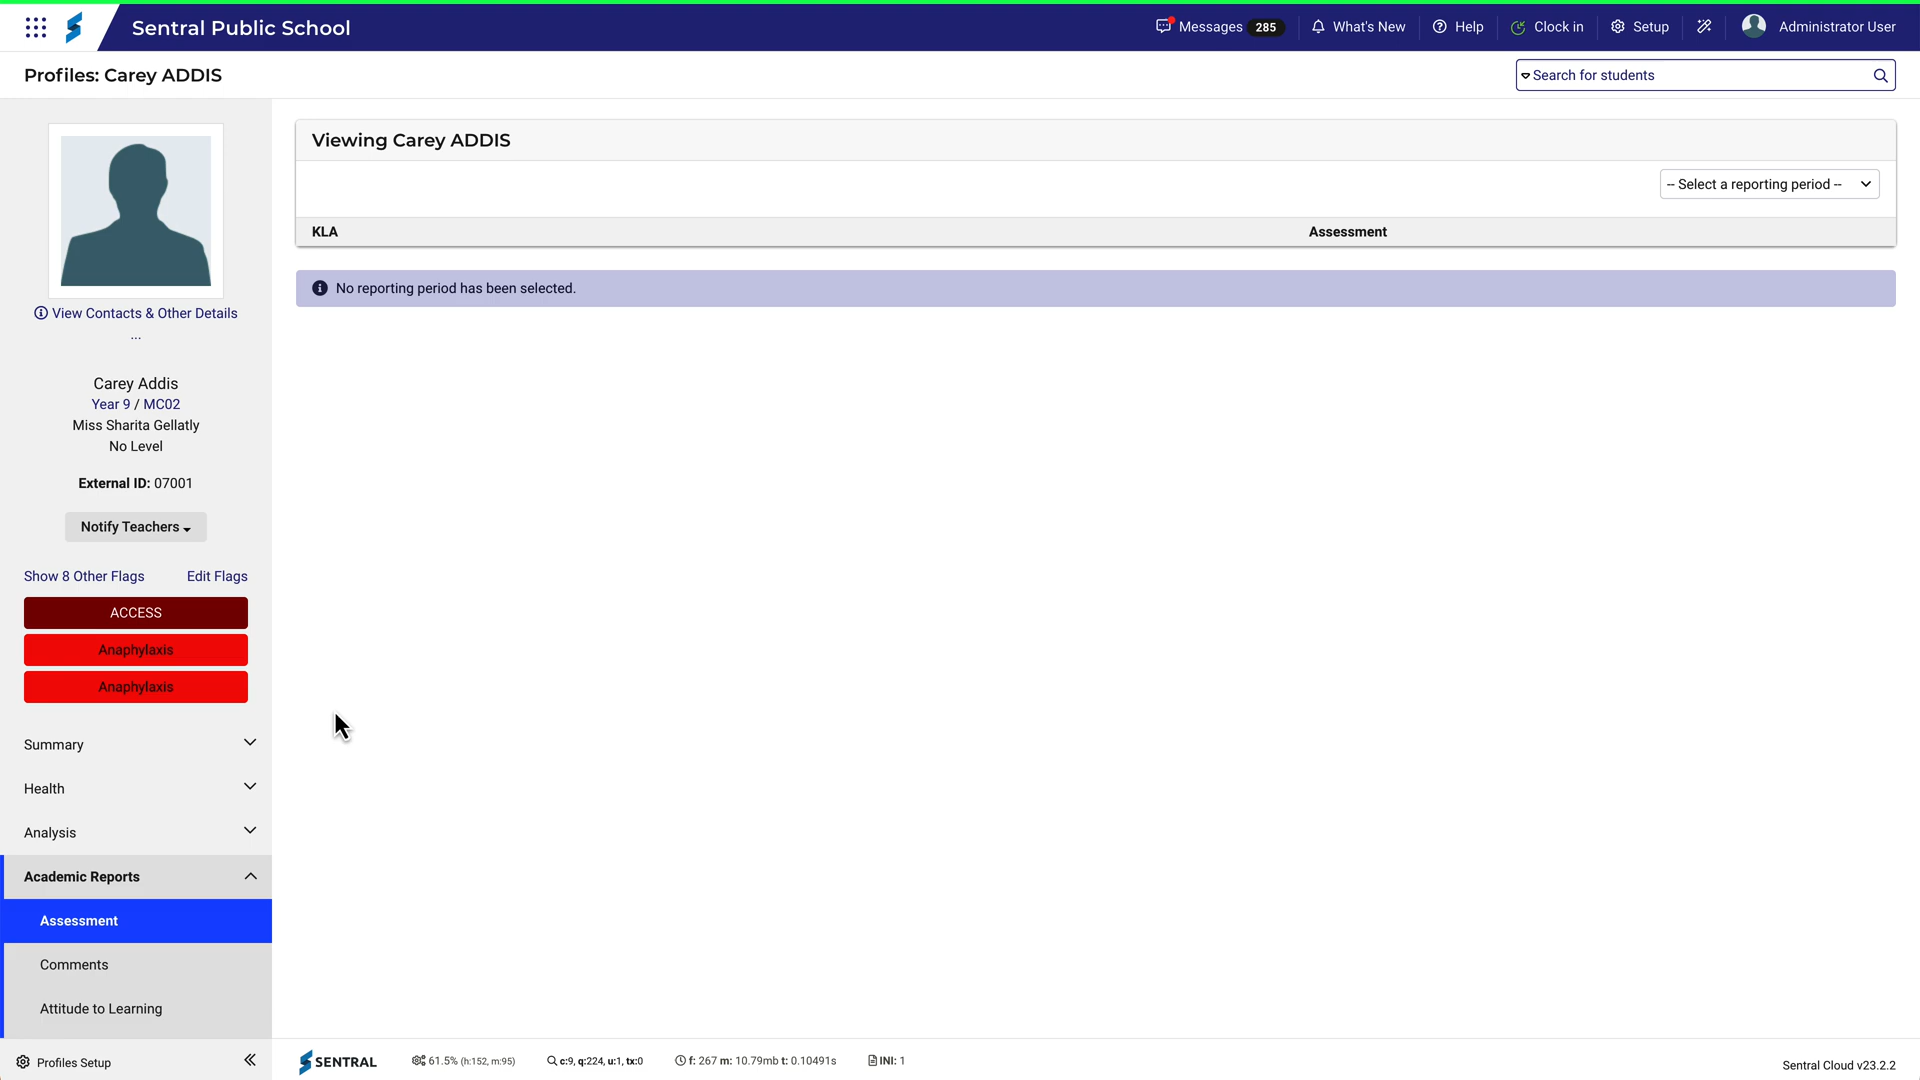 Sentral Public School
Messages 285
What's New
Help
Clock in
Setup
Administrator User
Profiles: Carey ADDIS
Search for students
View Contacts & Other Details
...
Carey Addis
Year 9 / MC02
Miss Sharita Gellatly
No Level
External ID: 07001
Notify Teachers
Show 8 Other Flags
Edit Flags
ACCESS
Anaphylaxis
Anaphylaxis
Summary
Health
Analysis
Academic Reports
Assessment
Comments
Attitude to Learning
Profiles Setup
Viewing Carey ADDIS
-- Select a reporting period --
KLA
Assessment
No reporting period has been selected.
SENTRAL
61.5% (h:152, m:95)
c:9, q:224, u:1, tx:0
f: 267 m: 10.79mb t: 0.10491s
INI: 1
Sentral Cloud v23.2.2